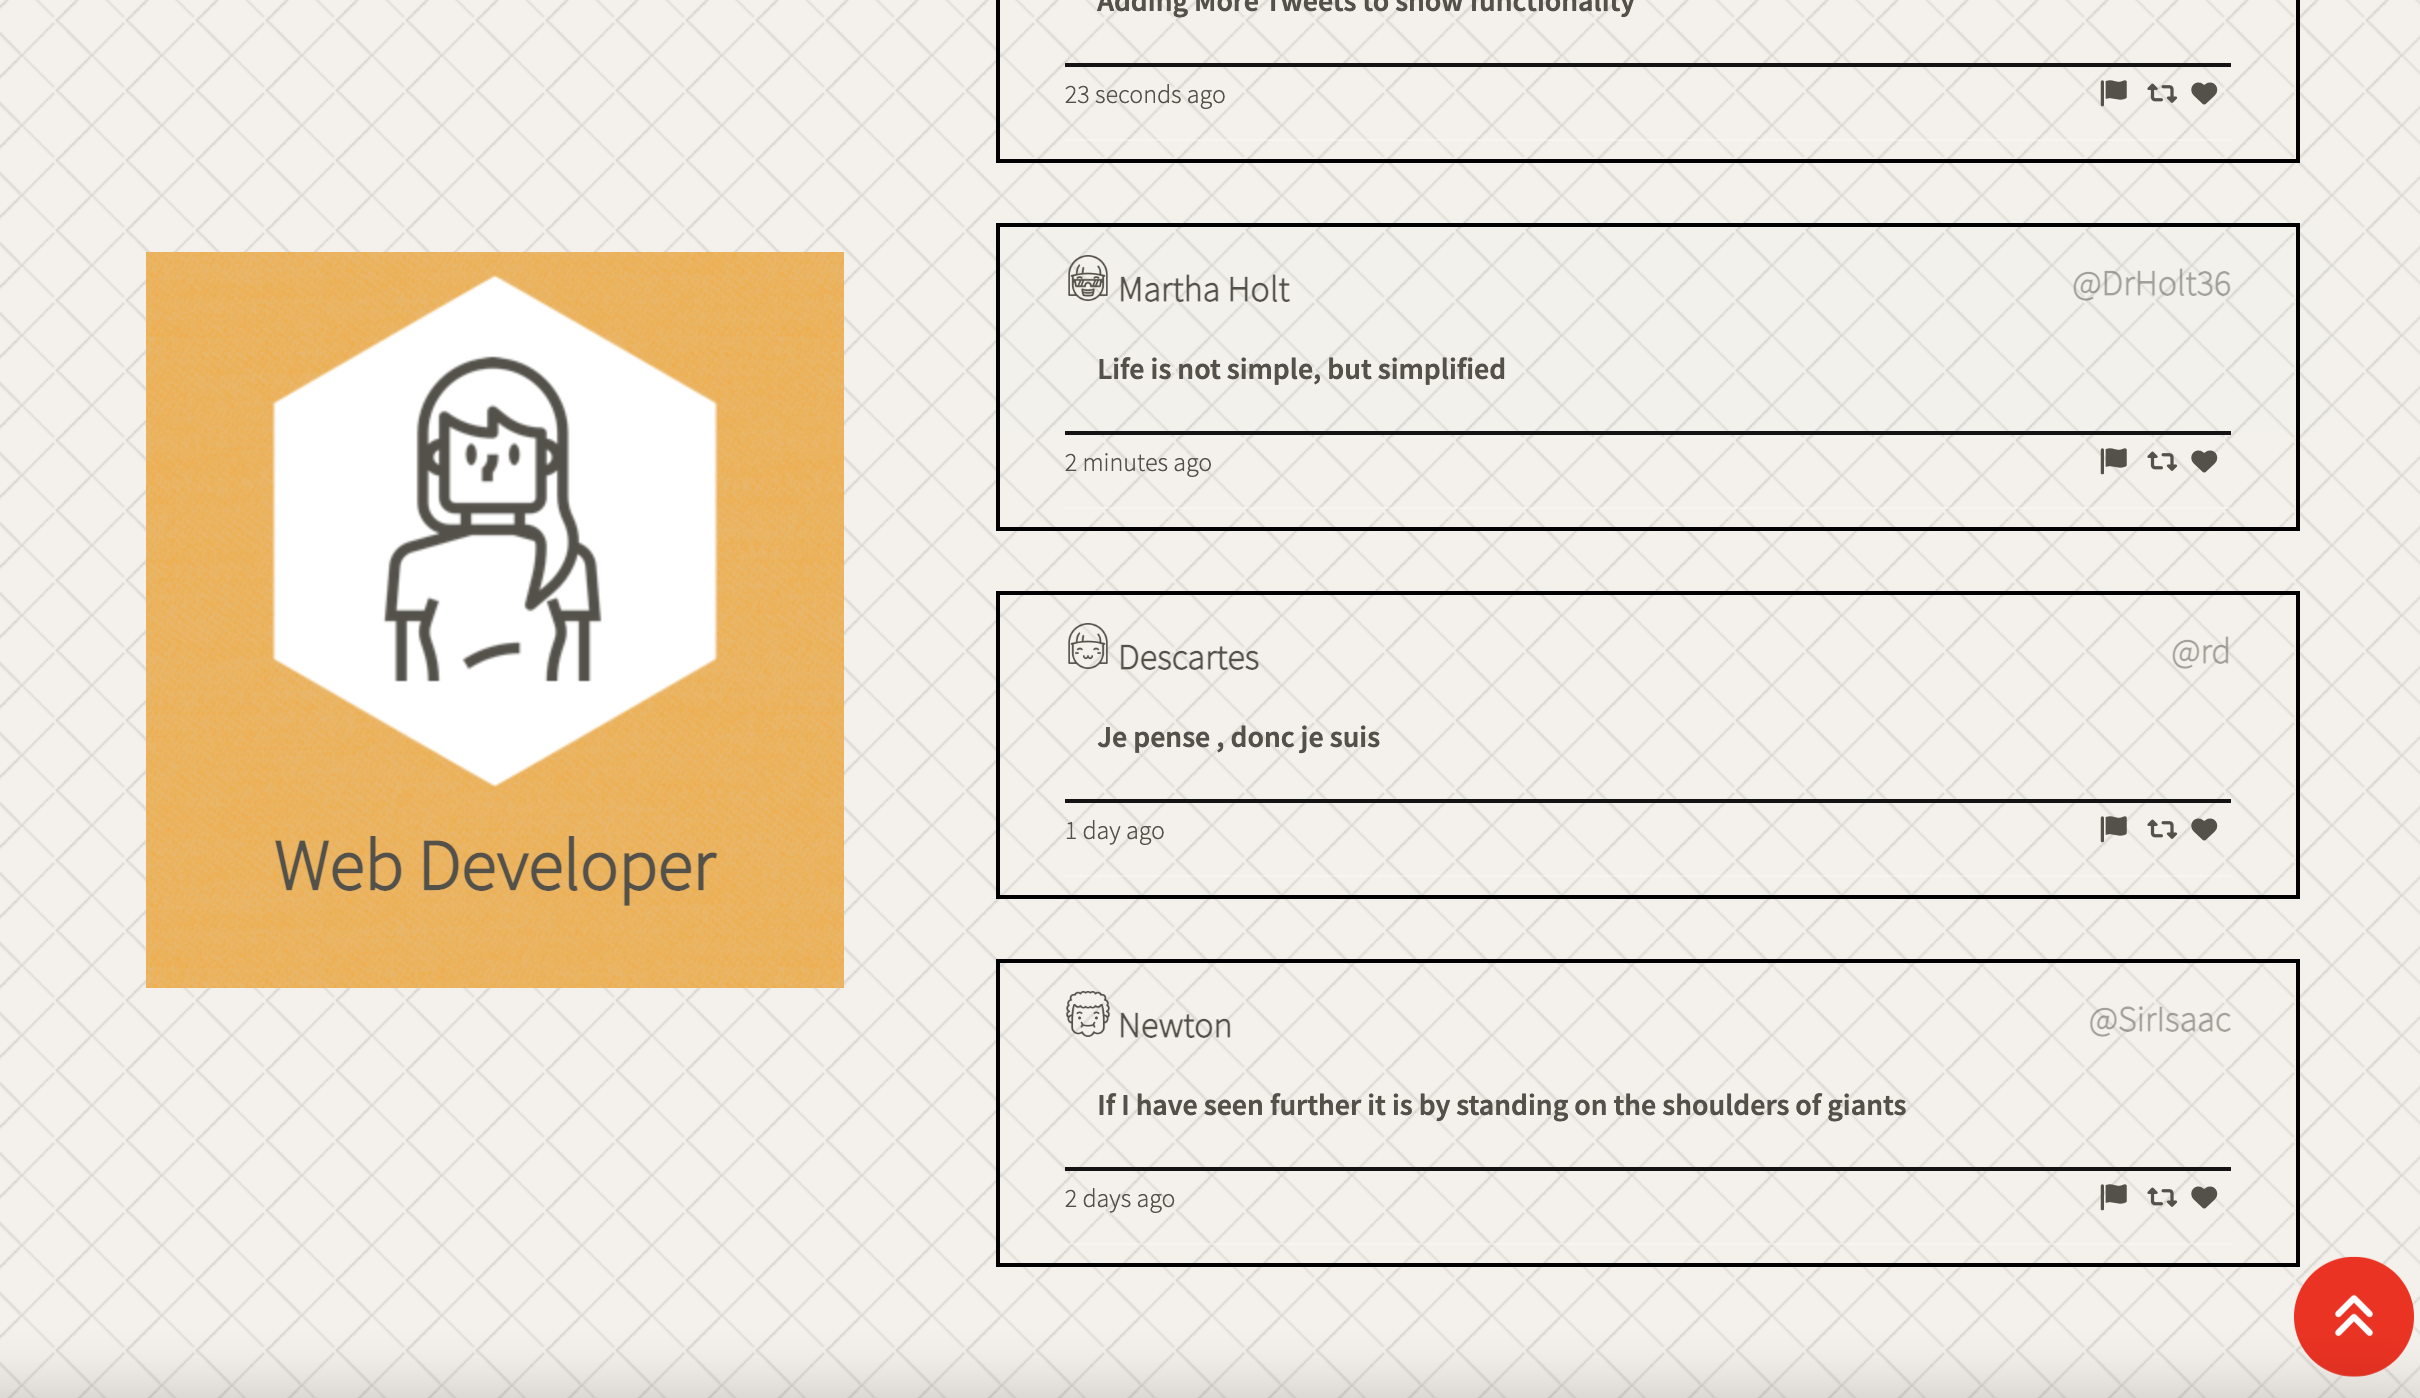 Adding More Tweets to show functionality
23 seconds ago
Martha Holt
@DrHolt36
Life is not simple, but simplified
2 minutes ago
Web Developer
Descartes
@rd
Je pense , donc je suis
1 day ago
Newton
@SirIsaac
If I have seen further it is by standing on the shoulders of giants
2 days ago